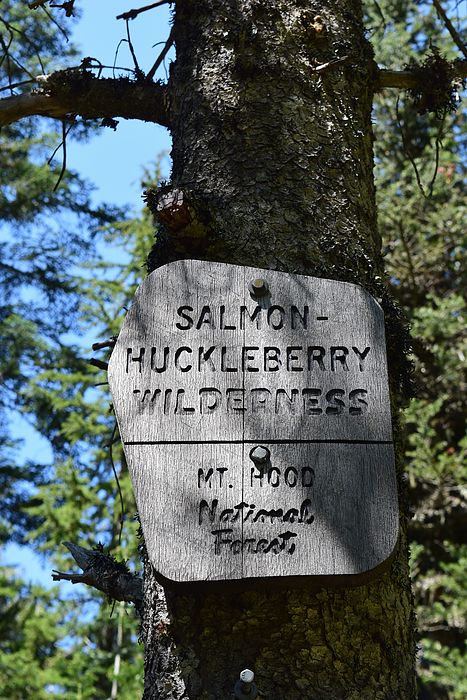 SALMON-
HUCKLEBERRY
WILDERNESS
MT. HOOD
National
Forest